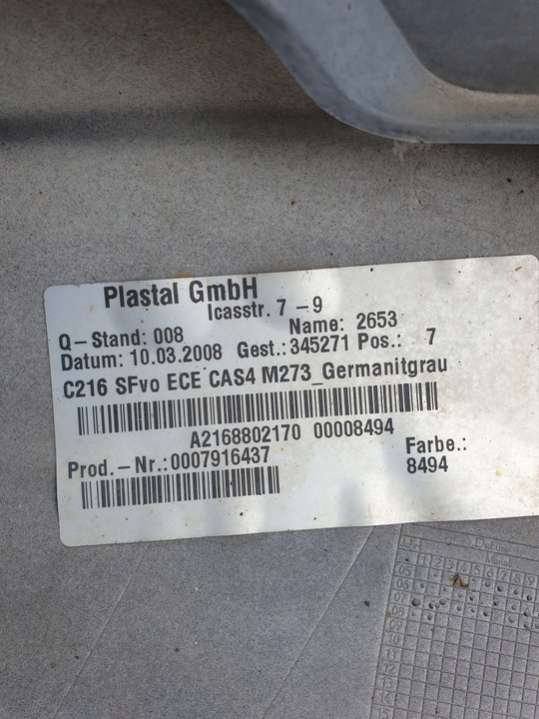 Plastal GmbH
Icasstr. 7 -9
Q-Stand: 008 Name: 2653
Datum: 10.03.2008 Gest.: 345271 Pos.: 7
C216 SFvo ECE CAS4 M273_Germanitgrau
A2168802170 00008494
Prod.-Nr.:0007916437 Farbe.:
8494